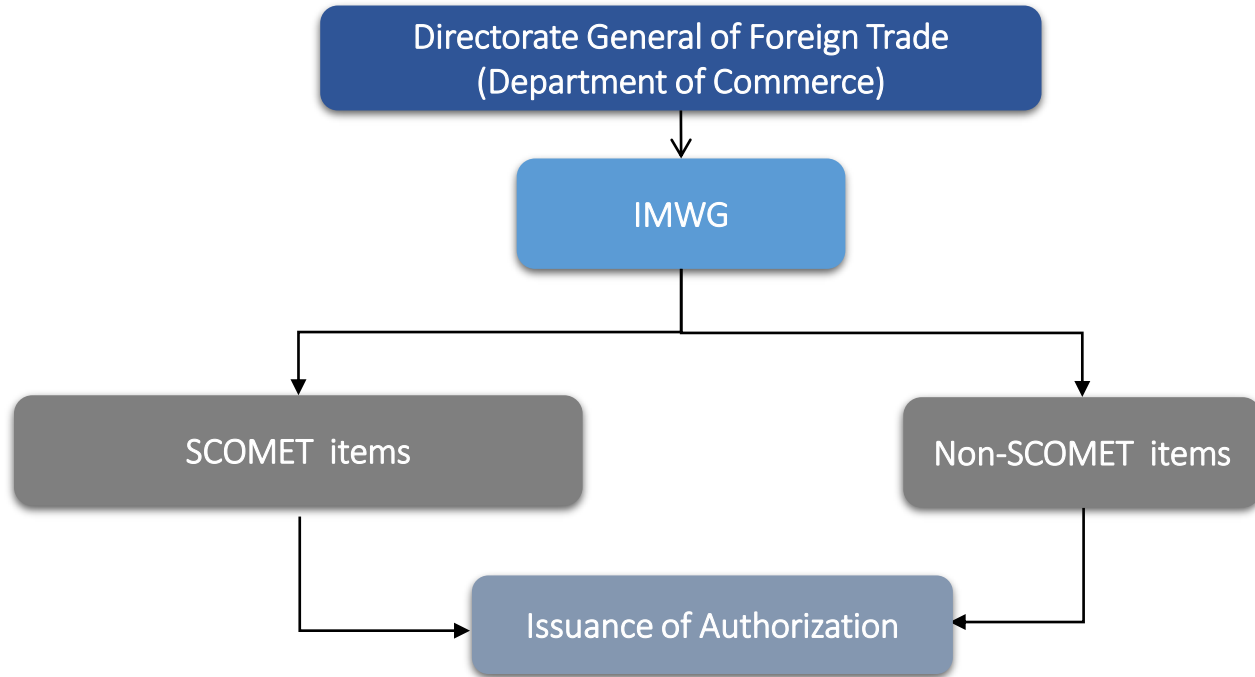 Directorate General of Foreign Trade
(Department of Commerce)
IMWG
SCOMET items
Non-SCOMET items
Issuance of Authorization